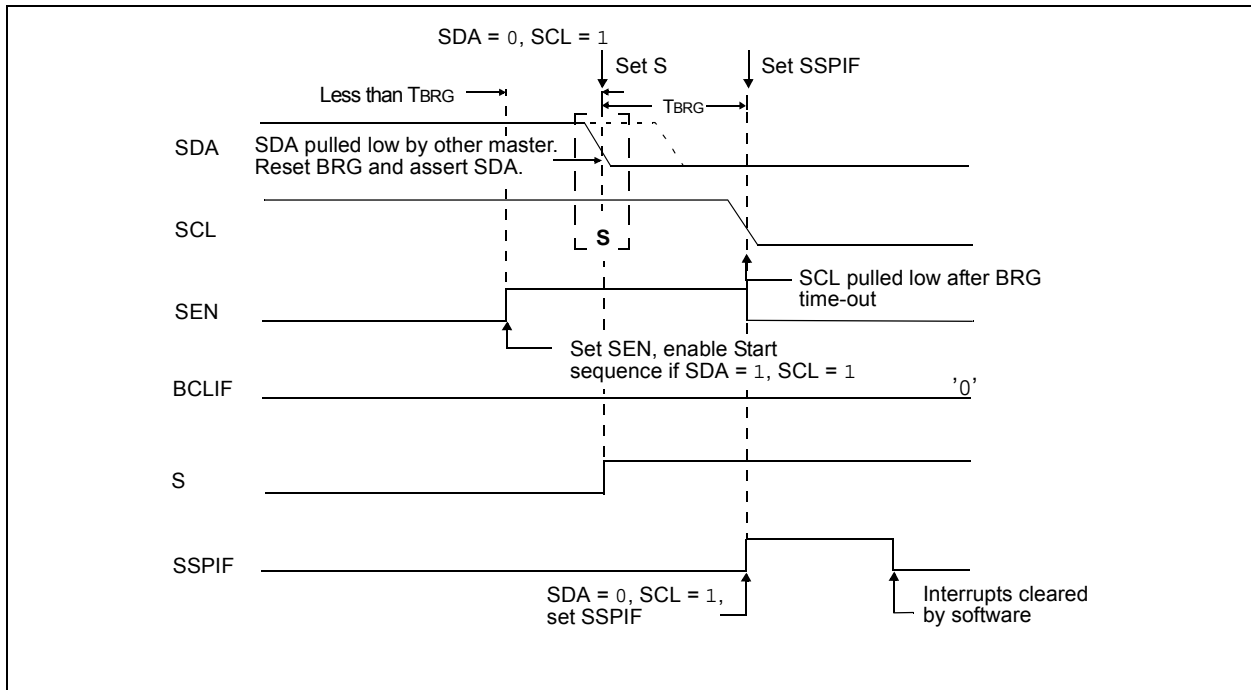 SDA = 0, SCL = 1
Set S
Set SSPIF
Less than TBRG
TBRG
SDA
SDA pulled low by other master.
Reset BRG and assert SDA.
SCL
S
SCL pulled low after BRG
time-out
SEN
Set SEN, enable Start
sequence if SDA = 1, SCL = 1
BCLIF
'0'
S
SSPIF
SDA = 0, SCL = 1,
set SSPIF
Interrupts cleared
by software